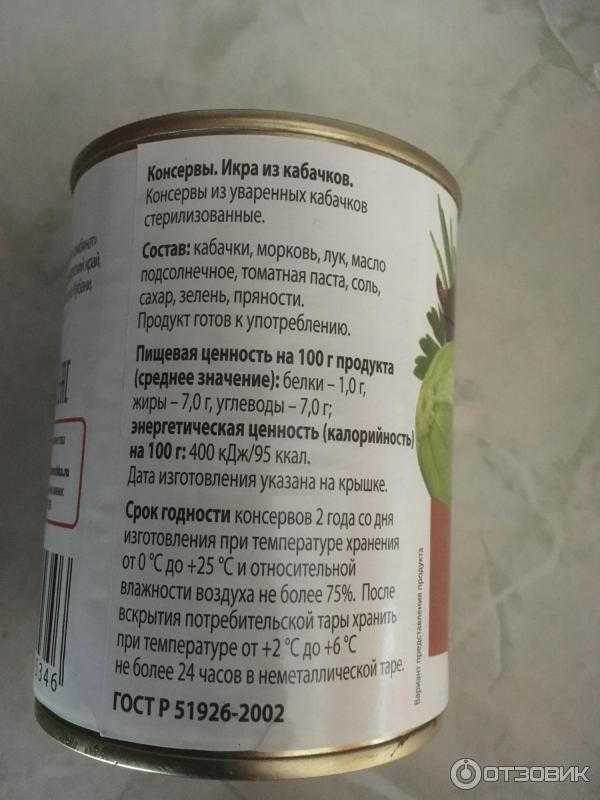 Консервы. Икра из кабачков.
Консервы из уваренных кабачков
стерилизованные.
Состав: кабачки, морковь, лук, масло
подсолнечное, томатная паста, соль,
сахар, зелень, пряности.
Продукт готов к употреблению.
Пищевая ценность на 100 г продукта
(среднее значение): белки – 1,0 г,
жиры – 7,0 г, углеводы – 7,0 г;
энергетическая ценность (калорийность)
на 100 г: 400 кДж/95 ккал.
Дата изготовления указана на крышке.
Срок годности консервов 2 года со дня
изготовления при температуре хранения
от 0 °С до +25 °С и относительной
влажности воздуха не более 75%. После
вскрытия потребительской тары хранить
при температуре от +2 °С до +6 °С
не более 24 часов в неметаллической таре.
ГОСТ Р 51926-2002
Вариант представления продукта
346
ОТЗОВИК